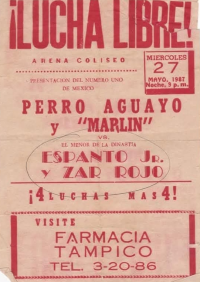 ¡LUCHA LIBRE!
ARENA COLISEO
MIERCOLES
27
MAYO, 1987
Noche, 8 p. m.
PRESENTACION DEL NUMERO UNO
DE MEXICO
PERRO AGUAYO
y "MARLIN"
VS.
EL MENOR DE LA DINASTIA
ESPANTO Jr.
Y ZAR ROJO
¡4 LUCHAS MAS 4!
VISITE
FARMACIA
TAMPICO
TEL. 3-20-86